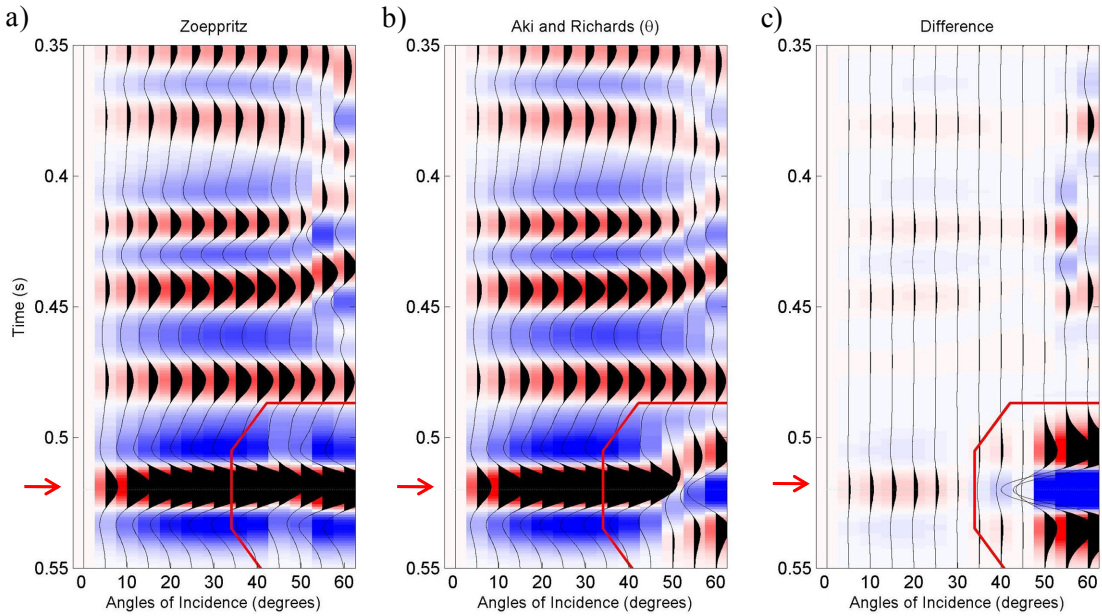 a) Zoeppritz
b) Aki and Richards (θ)
c) Difference
Time (s)
0.35
0.4
0.45
0.5
0.55
0 10 20 30 40 50 60
Angles of Incidence (degrees)
0.35
0.4
0.45
0.5
0.55
0 10 20 30 40 50 60
Angles of Incidence (degrees)
0.35
0.4
0.45
0.5
0.55
0 10 20 30 40 50 60
Angles of Incidence (degrees)